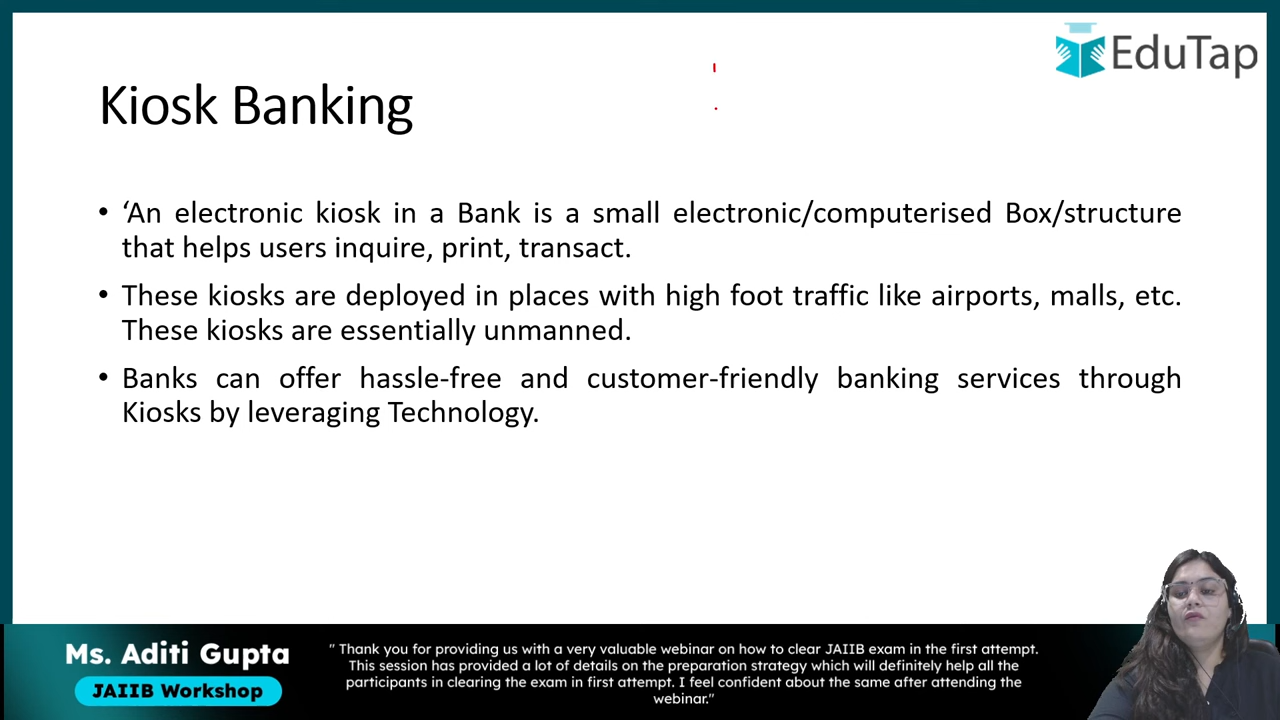 EduTap
Kiosk Banking
• ‘An electronic kiosk in a Bank is a small electronic/computerised Box/structure
that helps users inquire, print, transact.
• These kiosks are deployed in places with high foot traffic like airports, malls, etc.
These kiosks are essentially unmanned.
• Banks can offer hassle-free and customer-friendly banking services through
Kiosks by leveraging Technology.
Ms. Aditi Gupta
JAIIB Workshop
" Thank you for providing us with a very valuable webinar on how to clear JAIIB exam in the first attempt.
This session has provided a lot of details on the preparation strategy which will definitely help all the
participants in clearing the exam in first attempt. I feel confident about the same after attending the
webinar."